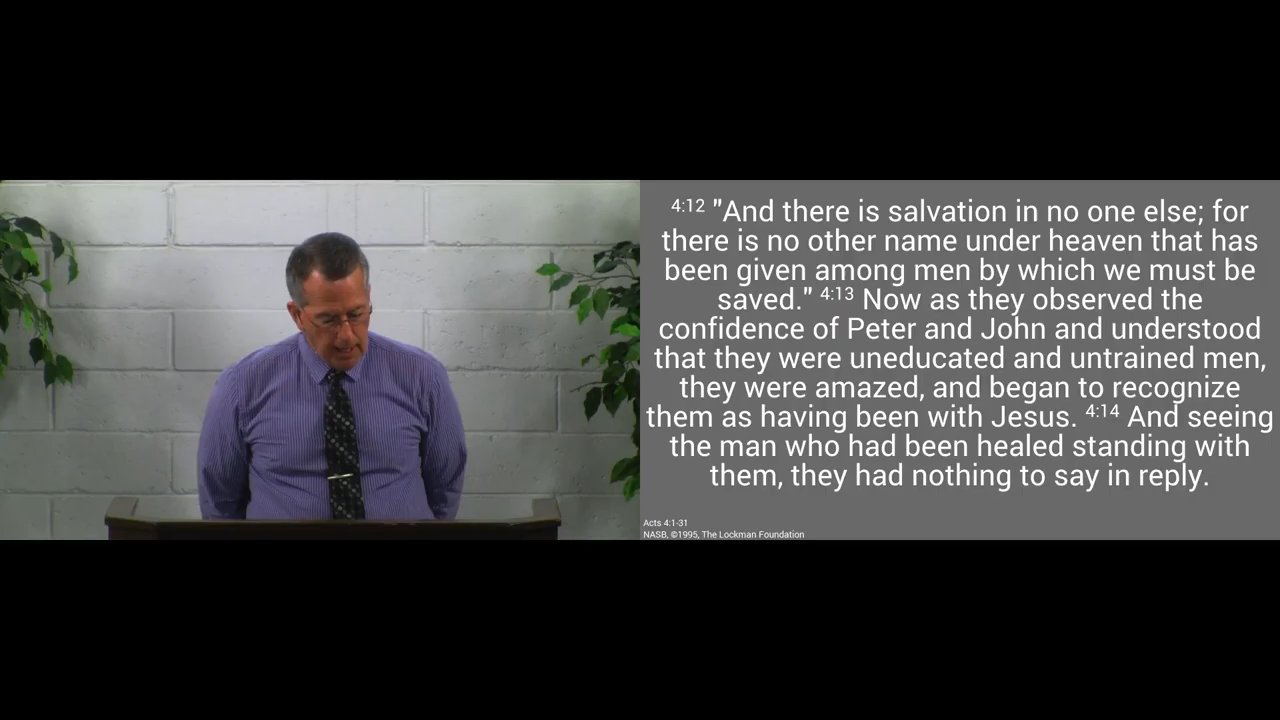 4:12 "And there is salvation in no one else; for
there is no other name under heaven that has
been given among men by which we must be
saved." 4:13 Now as they observed the
confidence of Peter and John and understood
that they were uneducated and untrained men,
they were amazed, and began to recognize
them as having been with Jesus. 4:14 And seeing
the man who had been healed standing with
them, they had nothing to say in reply.
Acts 4:1-31
NASB, ©1995, The Lockman Foundation